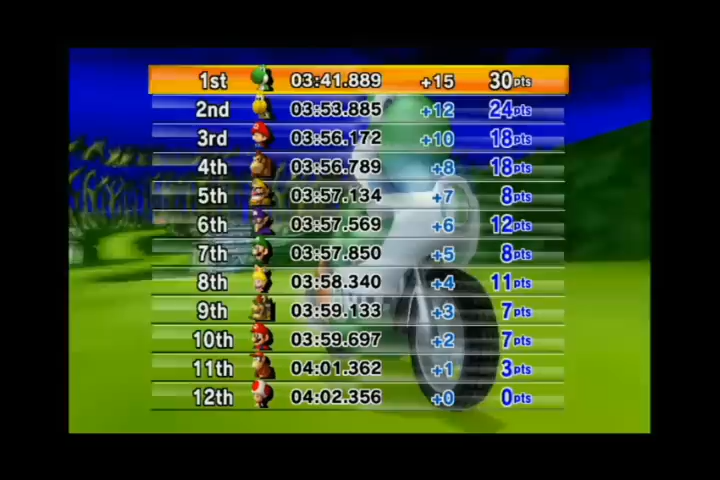 1st 03:41.889 +15 30pts
2nd 03:53.885 +12 24pts
3rd 03:56.172 +10 18pts
4th 03:56.789 +8 18pts
5th 03:57.134 +7 8pts
6th 03:57.569 +6 12pts
7th 03:57.850 +5 8pts
8th 03:58.340 +4 11pts
9th 03:59.133 +3 7pts
10th 03:59.697 +2 7pts
11th 04:01.362 +1 3pts
12th 04:02.356 +0 0pts